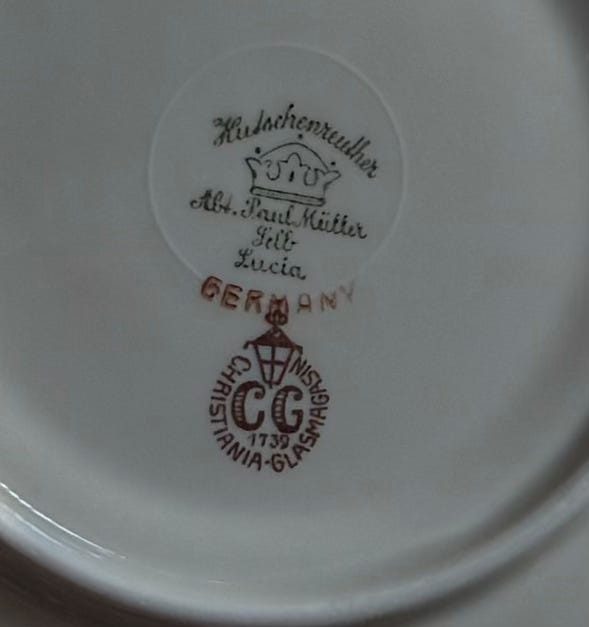 Hutschenreuther
Abt. Paul Müller
Selb
Lucia
GERMANY
CG
1739
CHRISTIANIA-GLASMAGASIN